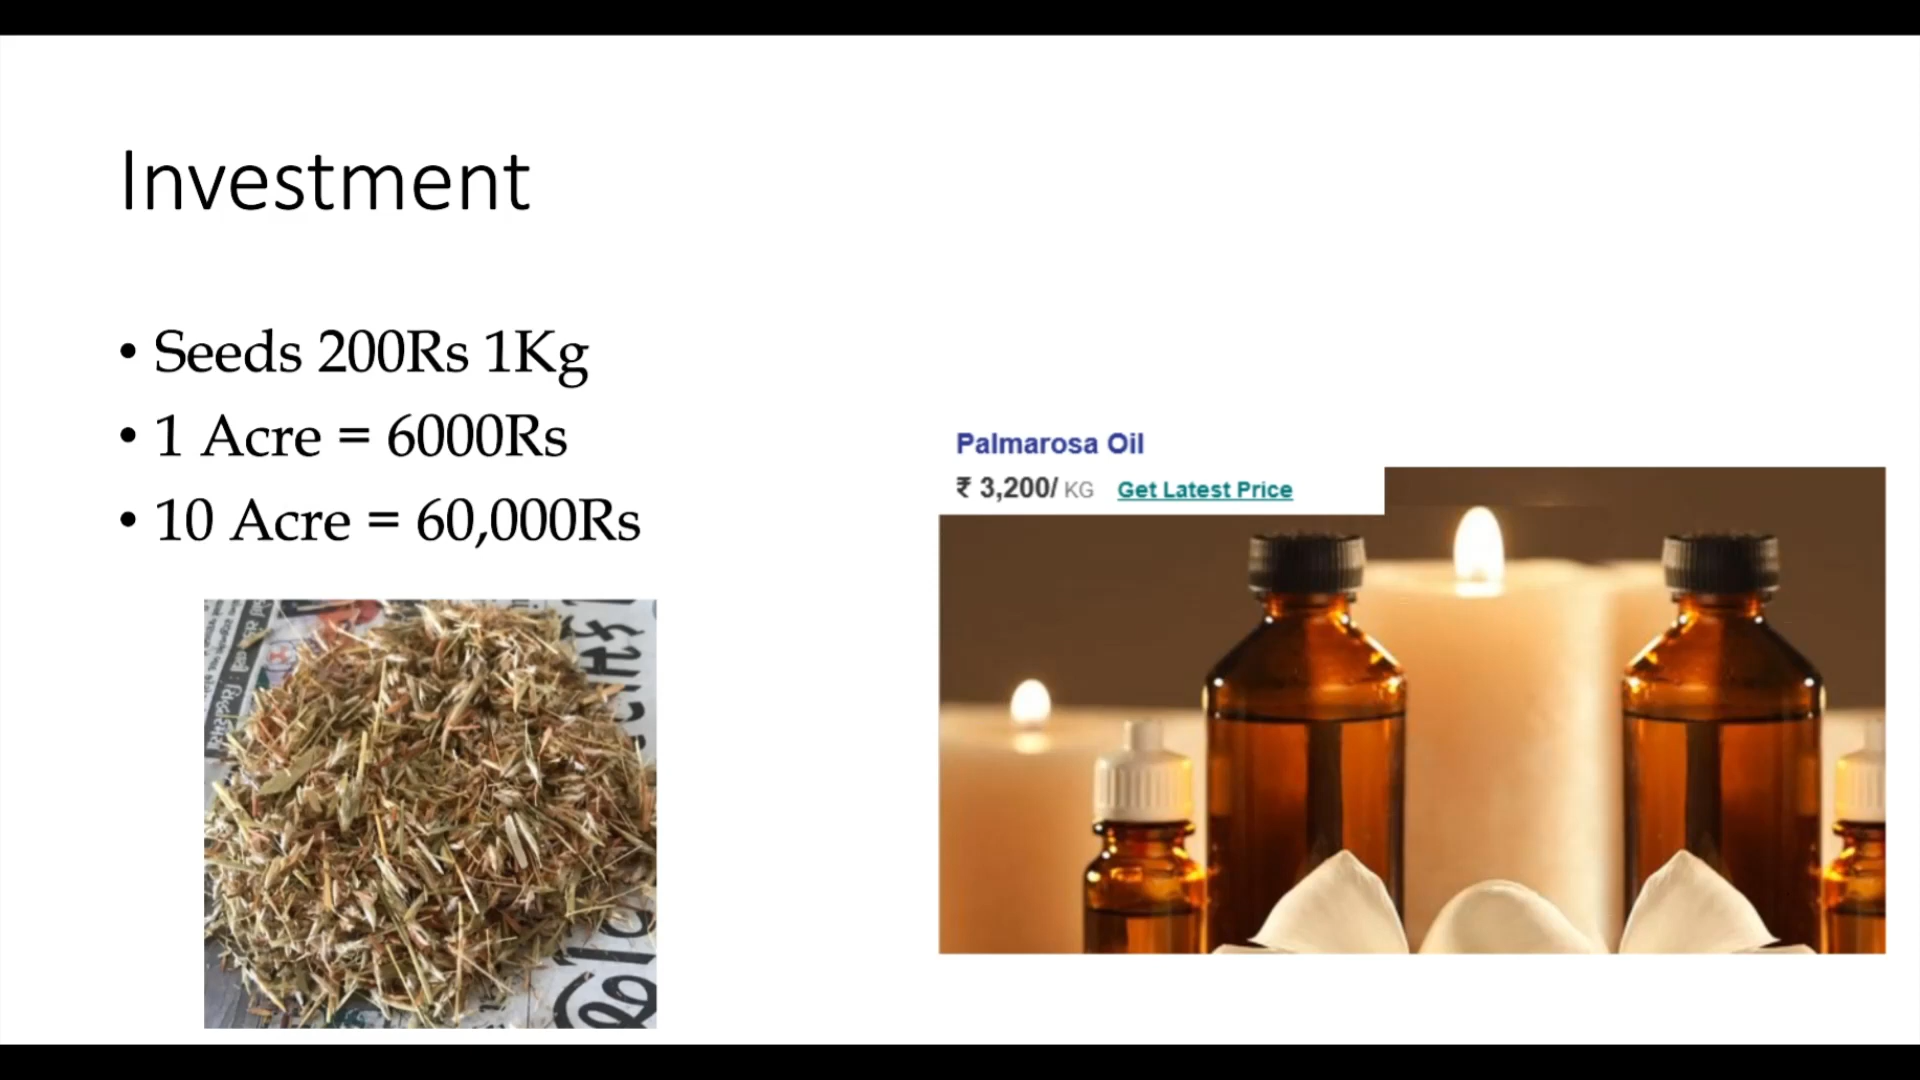 Investment
• Seeds 200Rs 1Kg
• 1 Acre = 6000Rs
• 10 Acre = 60,000Rs
Palmarosa Oil
₹ 3,200/ KG Get Latest Price